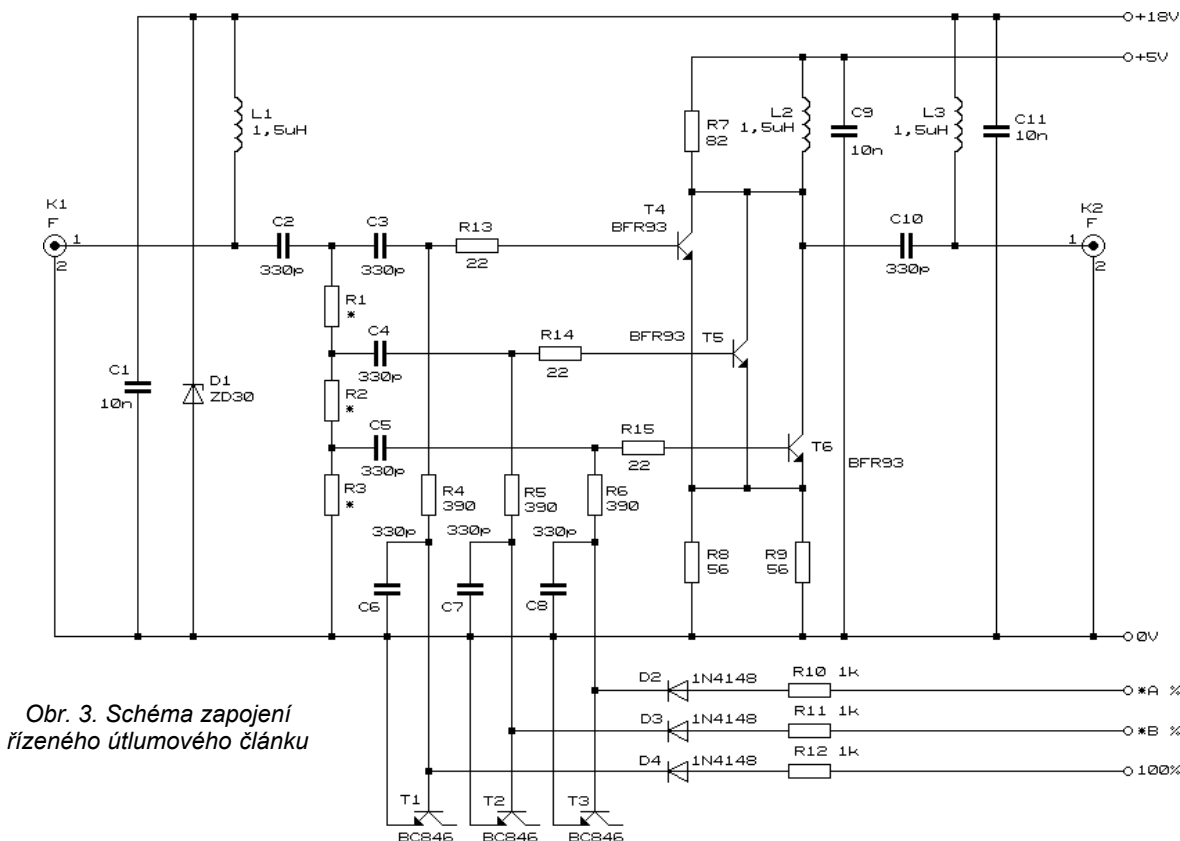 +18V
+5V
L1
1,5uH
R7
82
L2
1,5uH
C9
10n
L3
1,5uH
C11
10n
K1
F
1
2
C2
330p
C3
330p
R13
22
T4
BFR93
C10
330p
K2
F
1
2
R1
*
C4
330p
R14
22
BFR93
T5
C1
10n
D1
ZD30
R2
*
C5
330p
R15
22
T6
BFR93
R3
*
R4
390
R5
390
R6
390
330p
330p
330p
C6
C7
C8
R8
56
R9
56
0V
D2
1N4148
R10 1k
*A %
D3
1N4148
R11 1k
*B %
D4
1N4148
R12 1k
100%
Obr. 3. Schéma zapojení
řízeného útlumového článku
T1
BC846
T2
BC846
T3
BC846